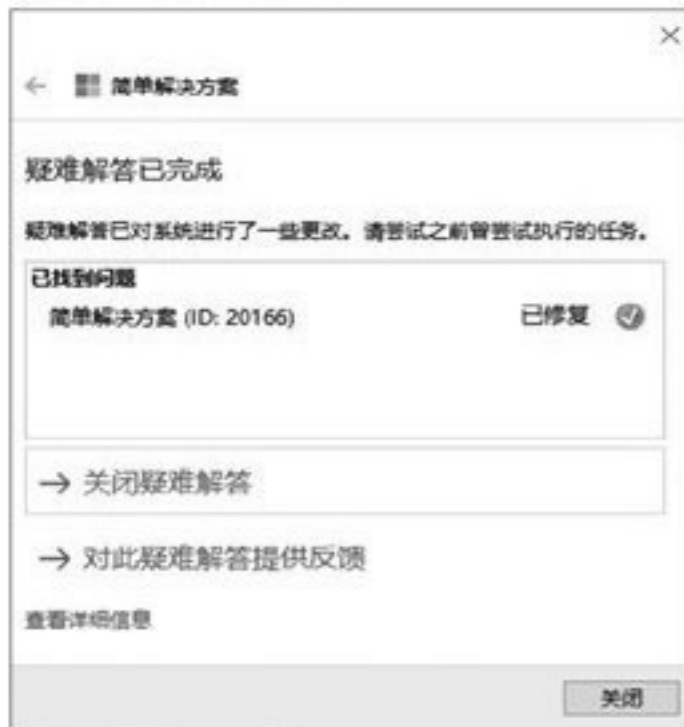 简单解决方案
疑难解答已完成
疑难解答已对系统进行了一些更改。请尝试之前曾尝试执行的任务。
已找到问题
简单解决方案 (ID: 20166) 已修复
关闭疑难解答
对此疑难解答提供反馈
查看详细信息
关闭